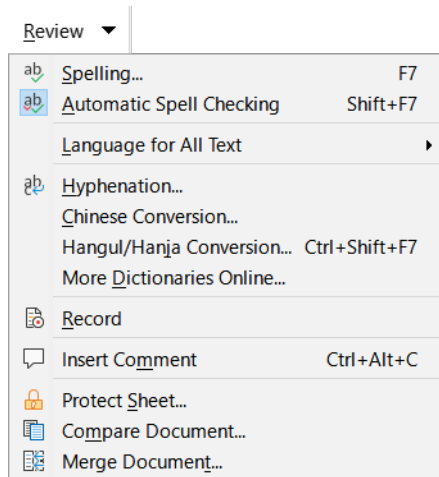 Review
Spelling... F7
Automatic Spell Checking Shift+F7
Language for All Text
Hyphenation...
Chinese Conversion...
Hangul/Hanja Conversion... Ctrl+Shift+F7
More Dictionaries Online...
Record
Insert Comment Ctrl+Alt+C
Protect Sheet...
Compare Document...
Merge Document...